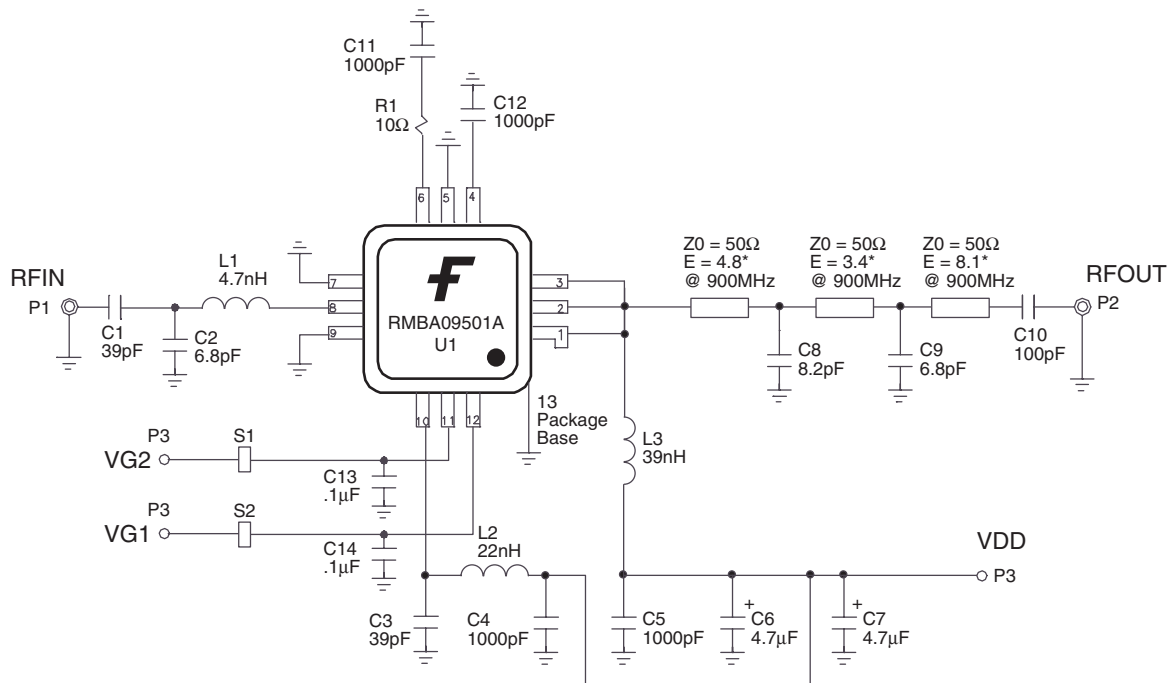 C11
1000pF
R1
10Ω
C12
1000pF
6
5
4
RFIN
P1
C1
39pF
C2
6.8pF
L1
4.7nH
7
8
9
RMBA09501A
U1
3
2
1
Z0 = 50Ω
E = 4.8*
@ 900MHz
Z0 = 50Ω
E = 3.4*
@ 900MHz
Z0 = 50Ω
E = 8.1*
@ 900MHz
RFOUT
P2
C10
100pF
C8
8.2pF
C9
6.8pF
10
11
12
13
Package
Base
L3
39nH
P3
VG2
S1
C13
.1µF
P3
VG1
S2
C14
.1µF
L2
22nH
VDD
P3
C3
39pF
C4
1000pF
C5
1000pF
+
C6
4.7µF
+
C7
4.7µF